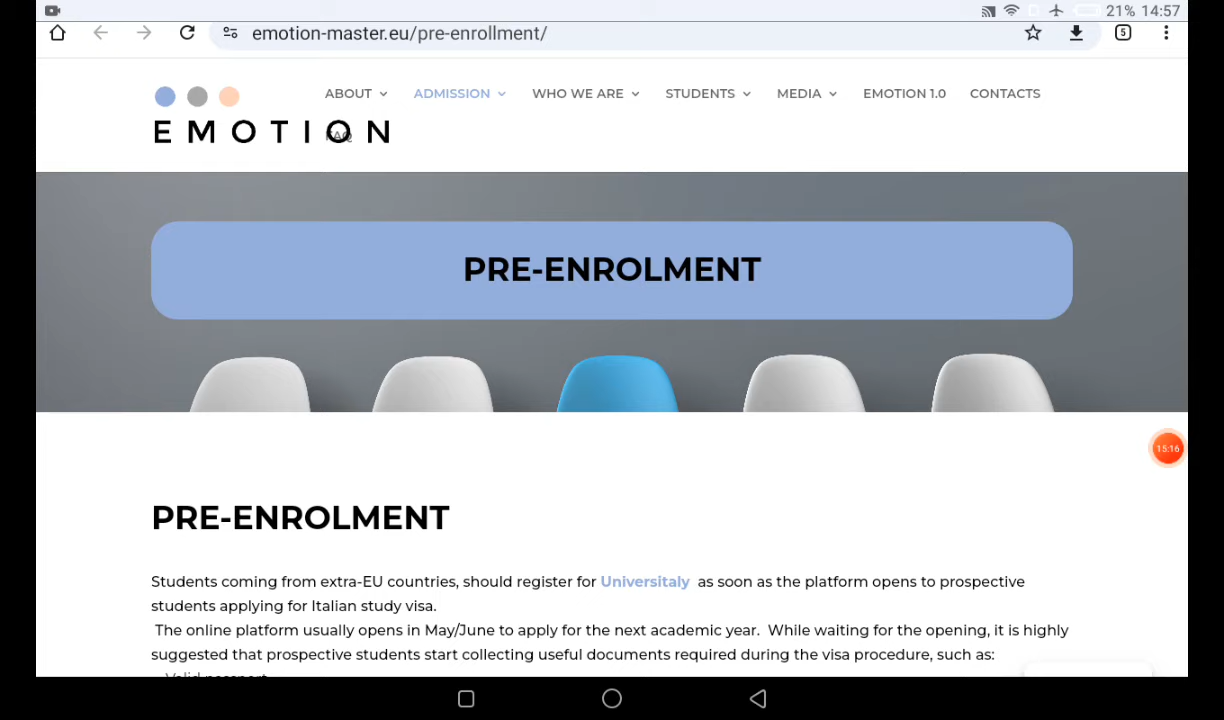 21% 14:57
emotion-master.eu/pre-enrollment/
5
ABOUT ADMISSION WHO WE ARE STUDENTS MEDIA EMOTION 1.0 CONTACTS
FAQ
EMOTION
PRE-ENROLMENT
15:16
PRE-ENROLMENT
Students coming from extra-EU countries, should register for Universitaly as soon as the platform opens to prospective
students applying for Italian study visa.
The online platform usually opens in May/June to apply for the next academic year. While waiting for the opening, it is highly
suggested that prospective students start collecting useful documents required during the visa procedure, such as:
Valid passport